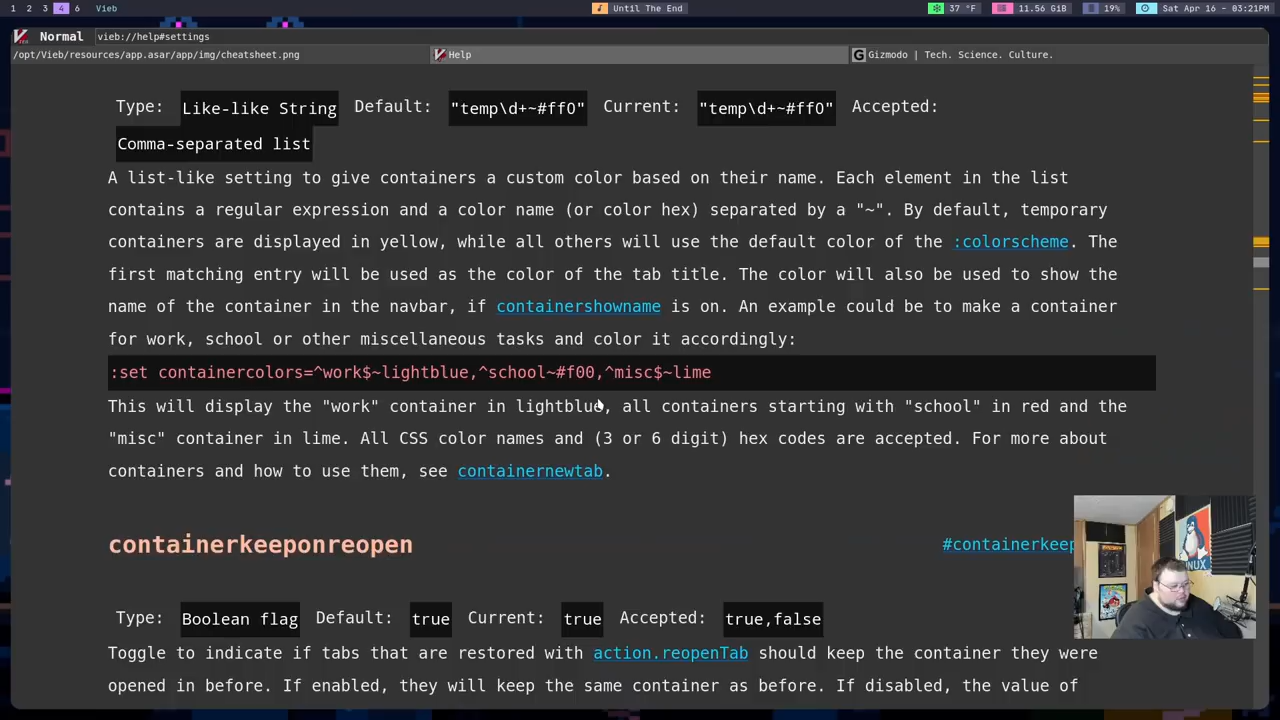 1 2 3 4 6 Vieb
Until The End
37 °F
11.56 GiB
19%
Sat Apr 16 - 03:21PM
Normal vieb://help#settings
/opt/Vieb/resources/app.asar/app/img/cheatsheet.png
Help
Gizmodo | Tech. Science. Culture.
Type: Like-like String Default: "temp\d+~#ff0" Current: "temp\d+~#ff0" Accepted:
Comma-separated list
A list-like setting to give containers a custom color based on their name. Each element in the list
contains a regular expression and a color name (or color hex) separated by a "~". By default, temporary
containers are displayed in yellow, while all others will use the default color of the :colorscheme. The
first matching entry will be used as the color of the tab title. The color will also be used to show the
name of the container in the navbar, if containershowname is on. An example could be to make a container
for work, school or other miscellaneous tasks and color it accordingly:
:set containercolors=^work$~lightblue,^school~#f00,^misc$~lime
This will display the "work" container in lightblue, all containers starting with "school" in red and the
"misc" container in lime. All CSS color names and (3 or 6 digit) hex codes are accepted. For more about
containers and how to use them, see containernewtab.
containerkeeponreopen
#containerkeep
Type: Boolean flag Default: true Current: true Accepted: true,false
Toggle to indicate if tabs that are restored with action.reopenTab should keep the container they were
opened in before. If enabled, they will keep the same container as before. If disabled, the value of